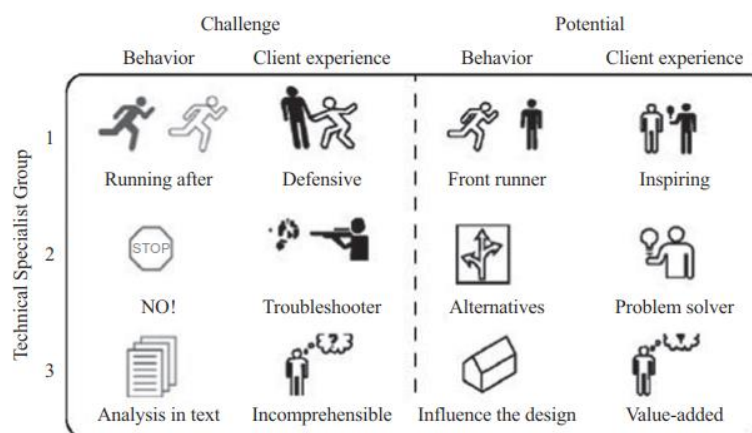 Challenge Potential
Behavior Client experience Behavior Client experience
Technical Specialist Group
1
Running after Defensive Front runner Inspiring
2
STOP
NO! Troubleshooter Alternatives Problem solver
3
?
Analysis in text Incomprehensible Influence the design Value-added